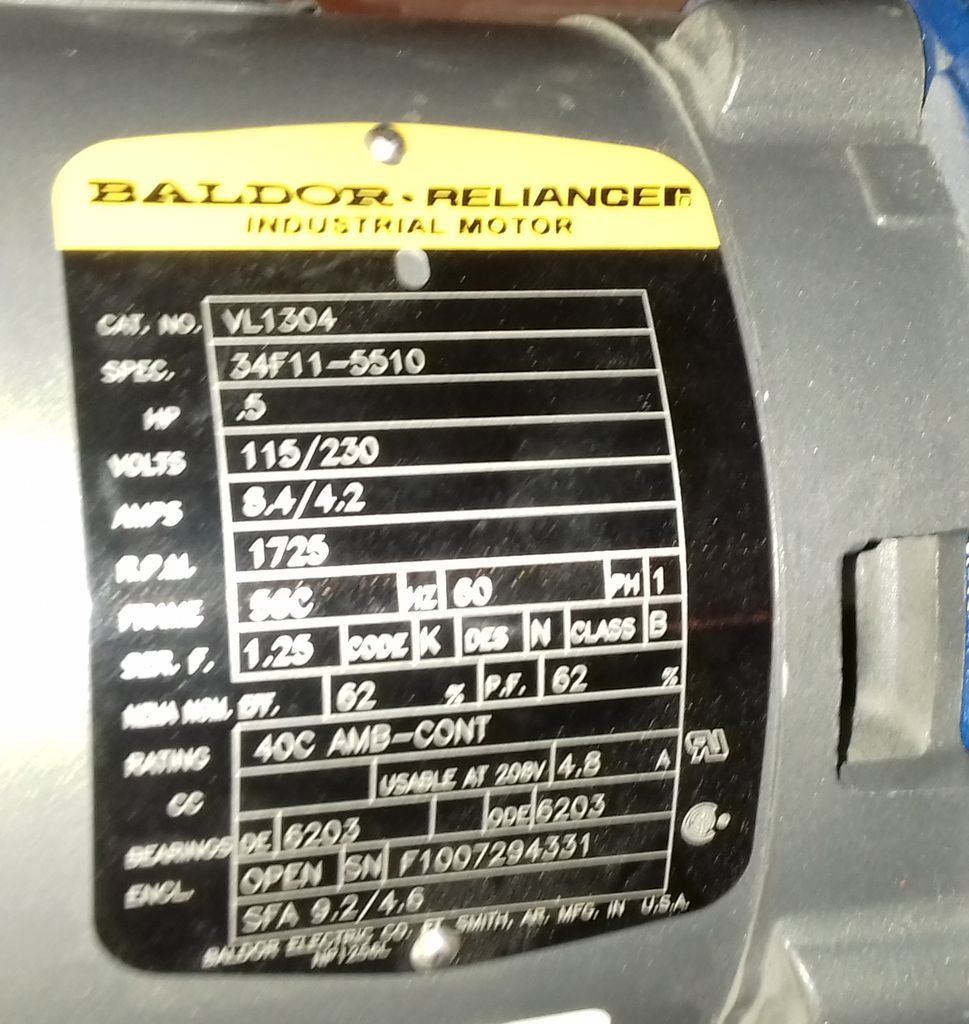 BALDOR · RELIANCE
INDUSTRIAL MOTOR
CAT. NO. VL1304
SPEC. 34F11-5510
HP .5
VOLTS 115/230
AMPS 8.4/4.2
R.P.M. 1725
FRAME 56C HZ 60 PH 1
SER. F. 1.25 CODE K DES N CLASS B
NEMA NOM. EFF. 62 % P.F. 62 %
RATING 40C AMB-CONT
CC USABLE AT 208V 4.8 A
BEARINGS DE 6203 ODE 6203
ENCL. OPEN SN F1007294331
SFA 9.2/4.6
BALDOR ELECTRIC CO. FT. SMITH, AR. MFG. IN U.S.A.